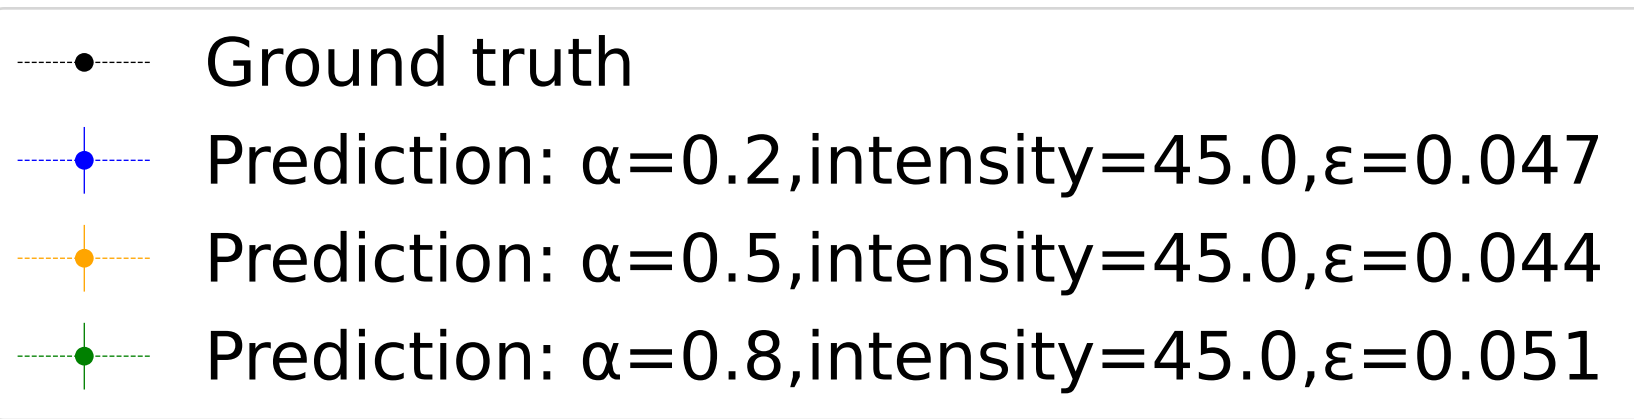 Ground truth
Prediction: α=0.2,intensity=45.0,ε=0.047
Prediction: α=0.5,intensity=45.0,ε=0.044
Prediction: α=0.8,intensity=45.0,ε=0.051